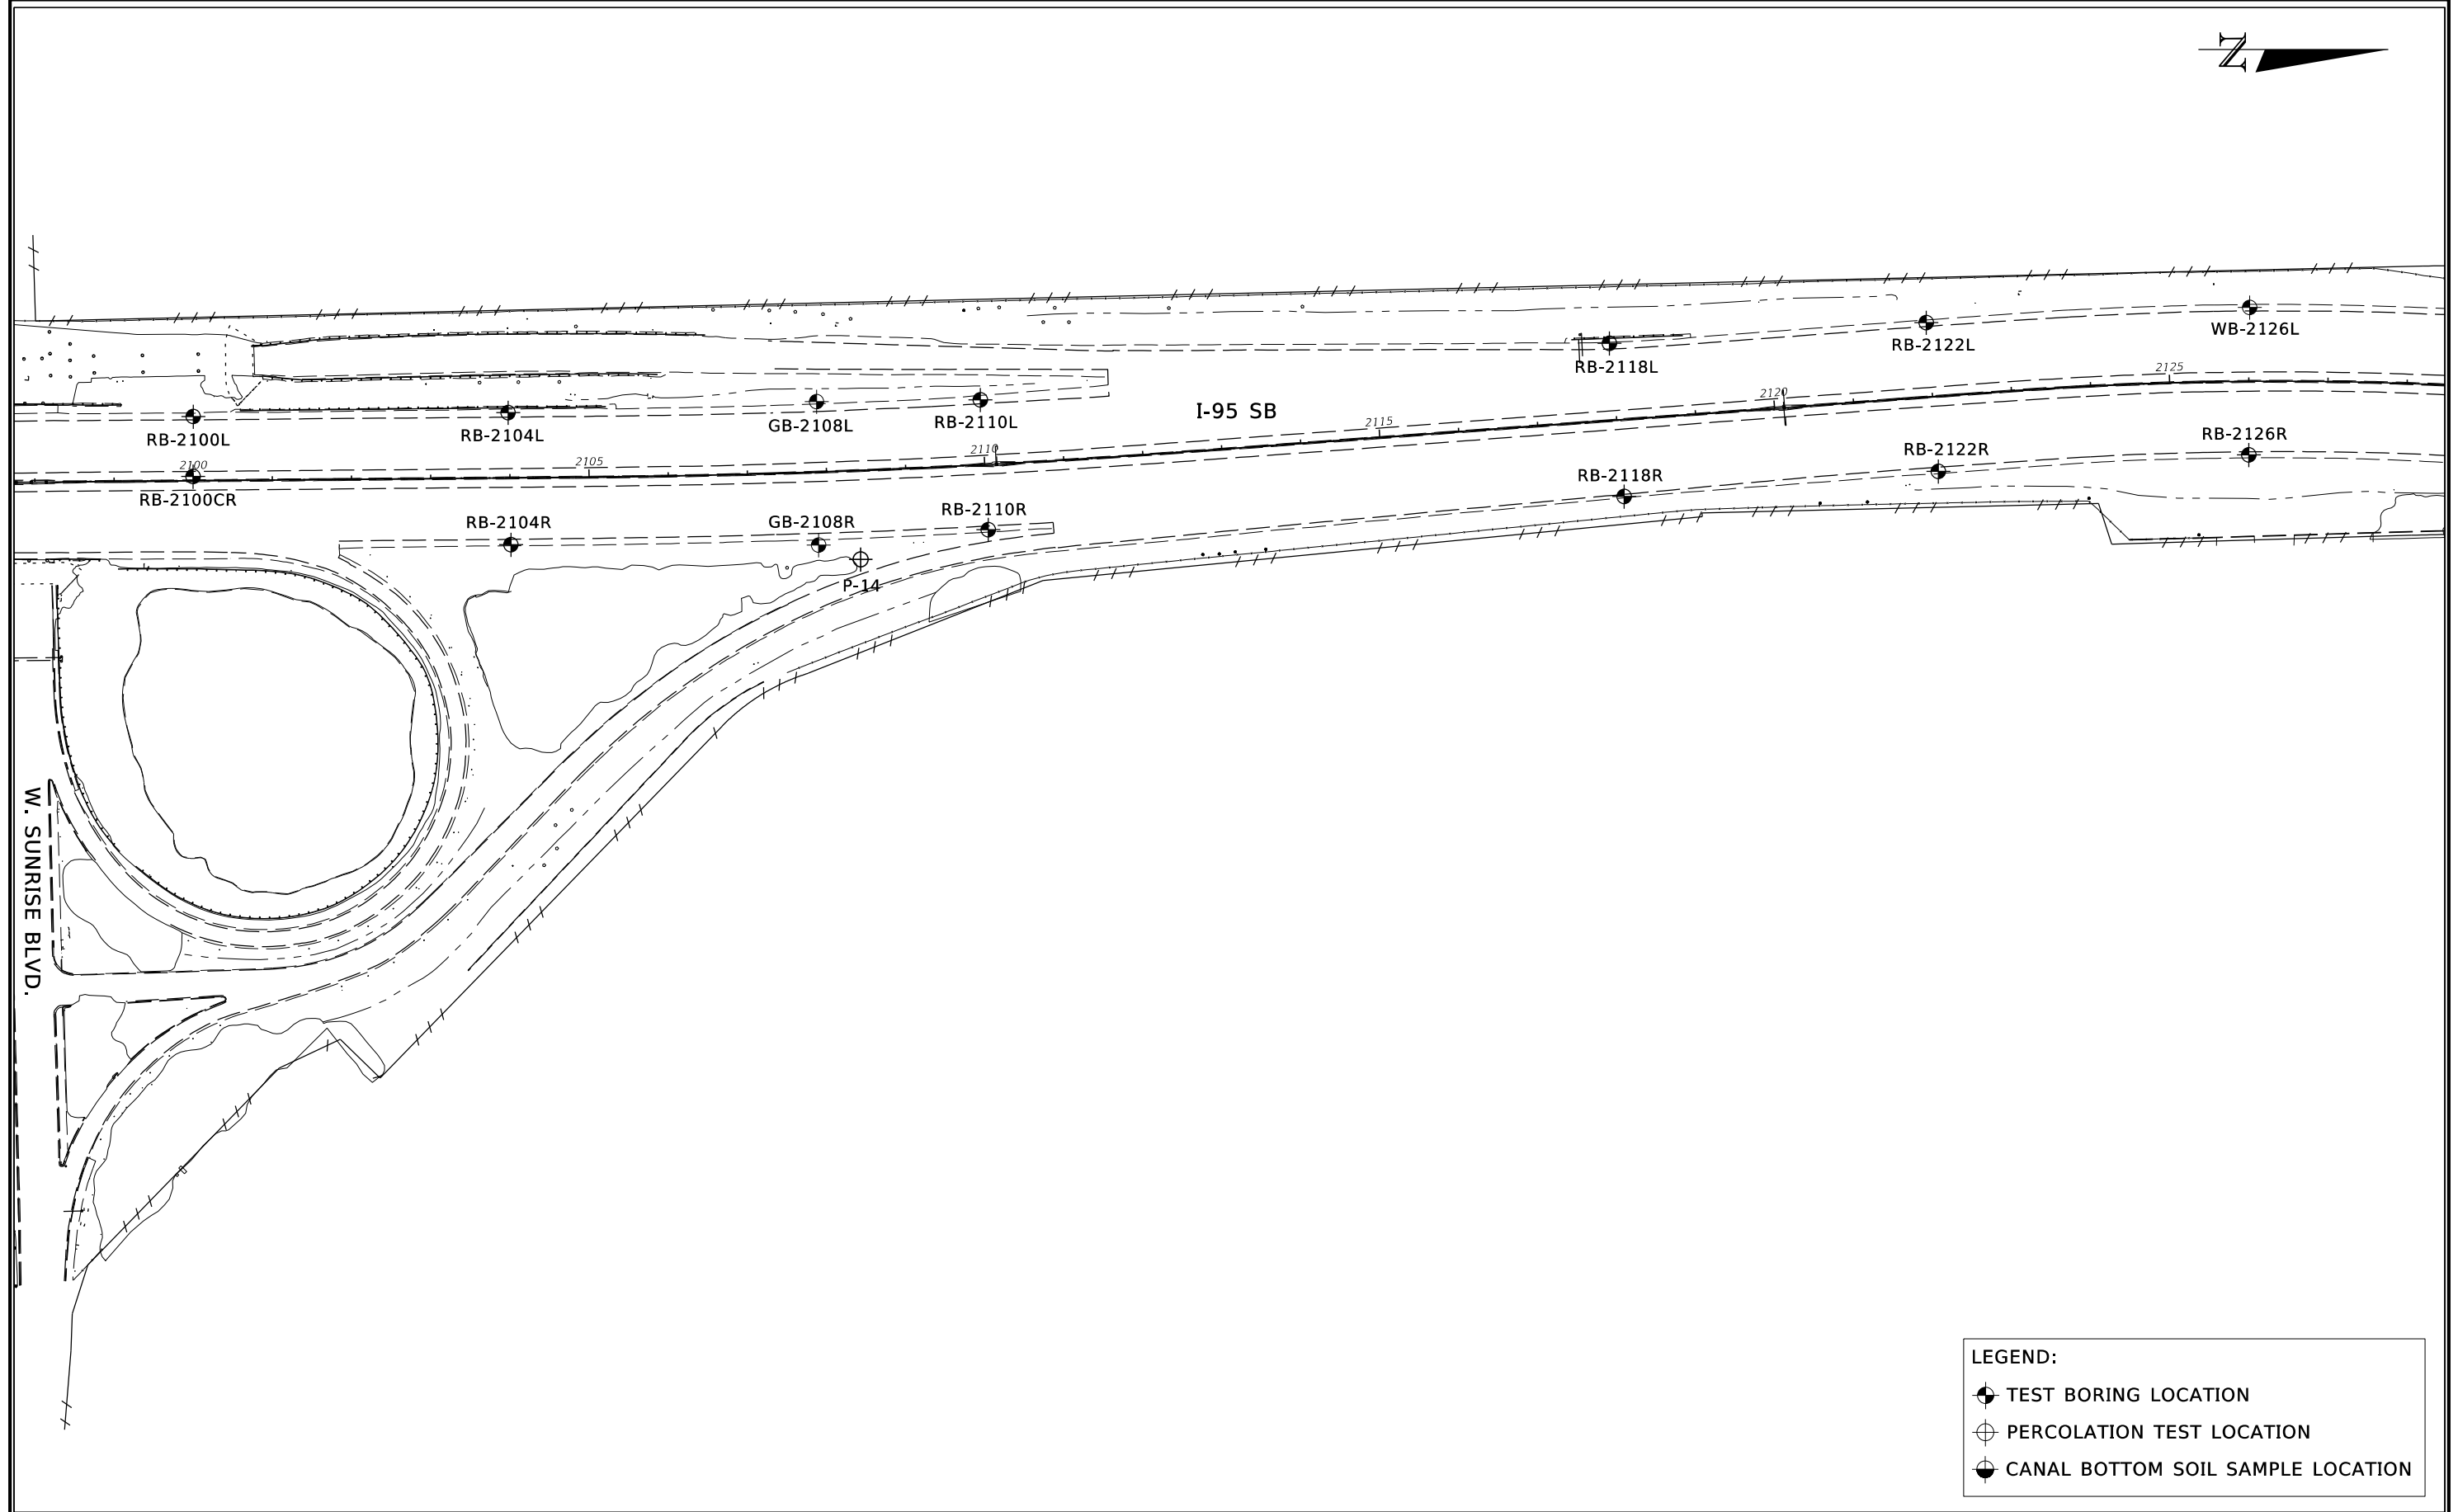 N
WB-2126L
RB-2122L
RB-2118L
2125
2120
I-95 SB
2115
RB-2110L
GB-2108L
RB-2104L
RB-2100L
RB-2126R
RB-2122R
2110
2105
2100
RB-2118R
RB-2100CR
RB-2110R
GB-2108R
RB-2104R
P-14
W. SUNRISE BLVD.
LEGEND:
TEST BORING LOCATION
PERCOLATION TEST LOCATION
CANAL BOTTOM SOIL SAMPLE LOCATION